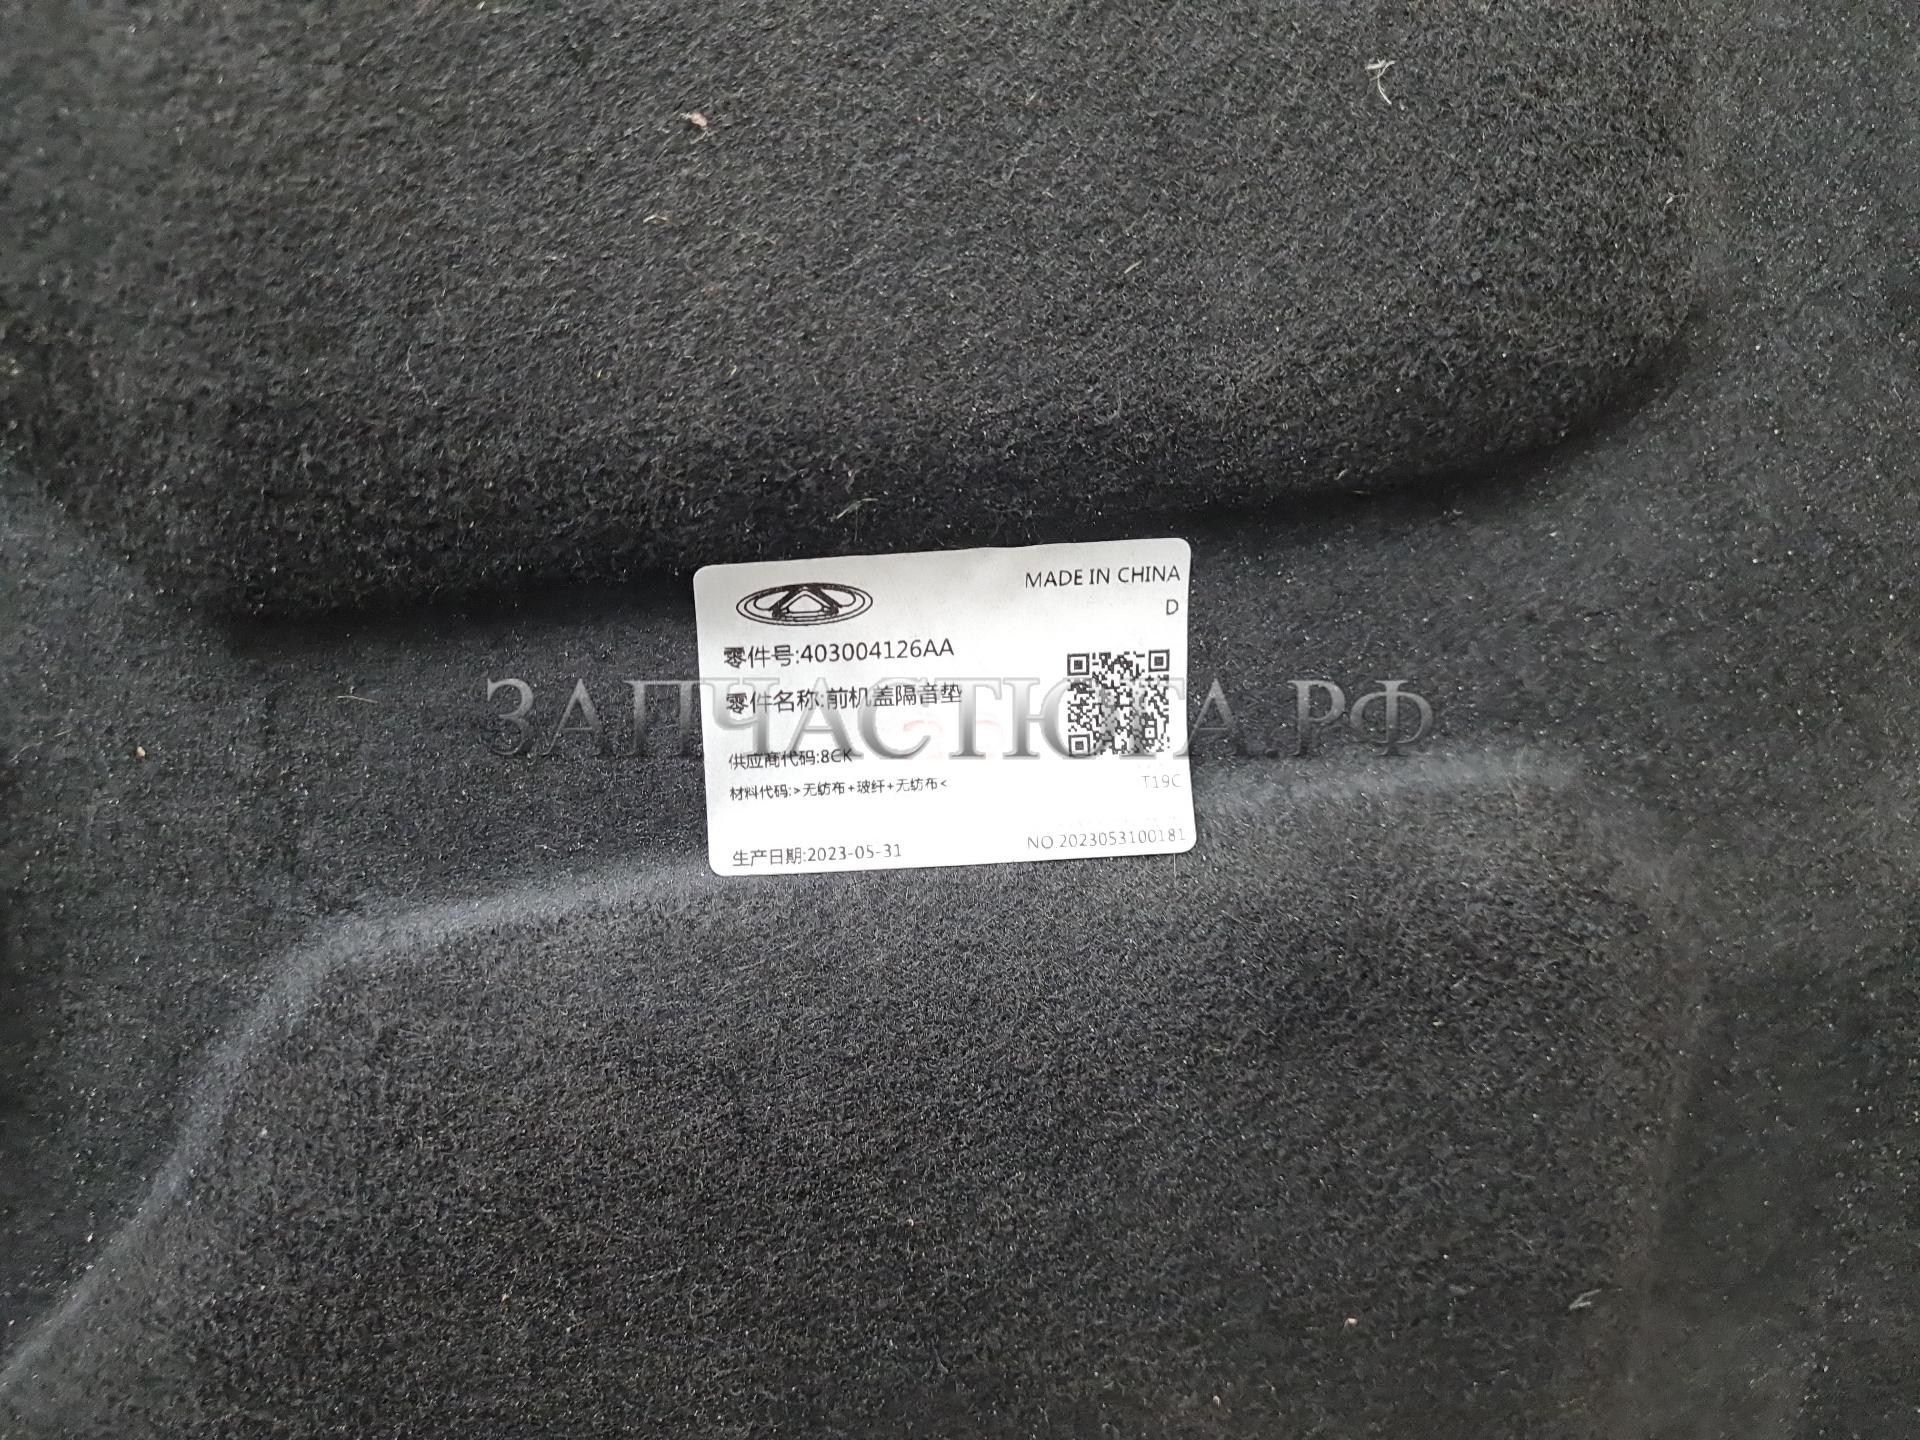 MADE IN CHINA
D
零件号:403004126AA
零件名称:前机盖隔音垫
ЗАПЧАСТЮГА.РФ
供应商代码:8CK
材料代码:>无纺布+玻纤+无纺布<
T19C
生产日期:2023-05-31
NO 2023053100181